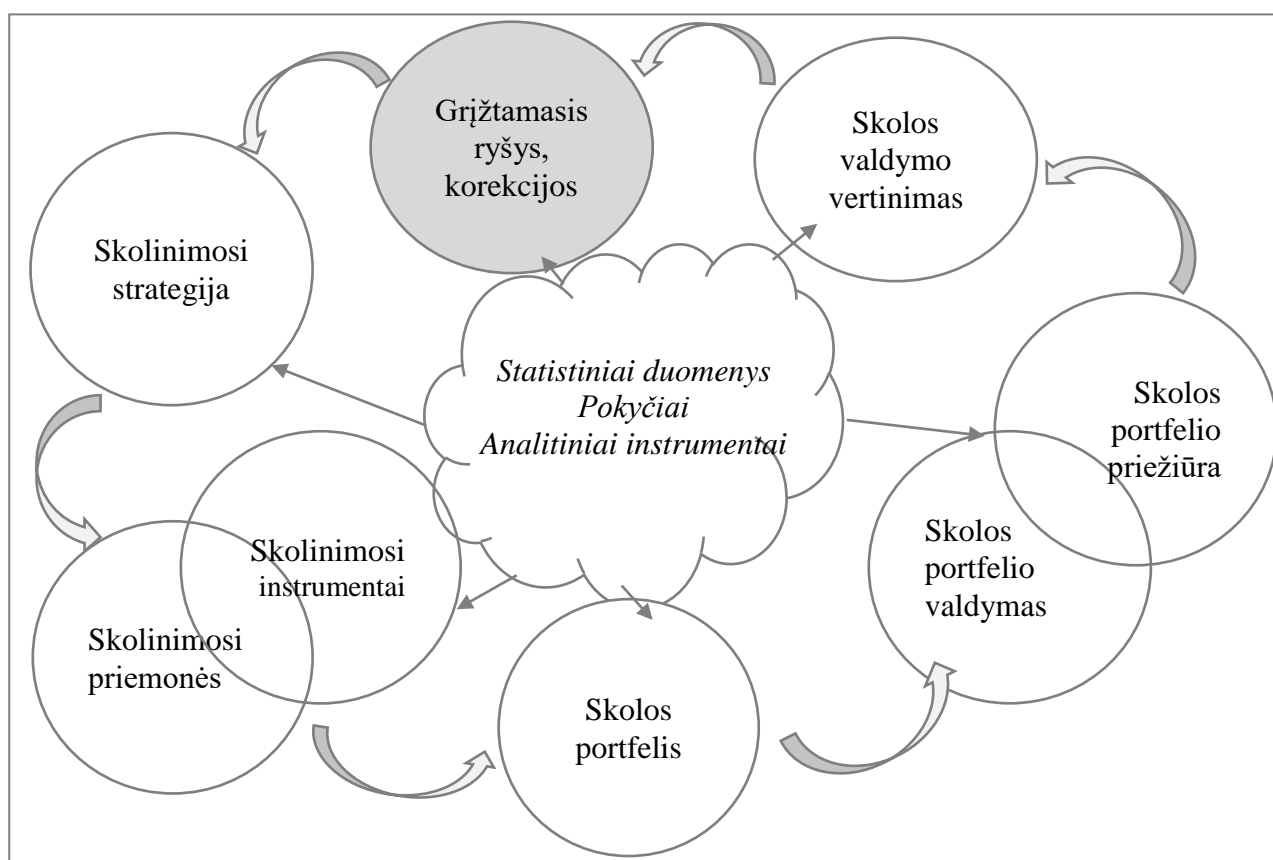 Grįžtamasis
ryšys,
korekcijos
Skolos
valdymo
vertinimas
Skolinimosi
strategija
Statistiniai duomenys
Pokyčiai
Analitiniai instrumentai
Skolos
portfelio
priežiūra
Skolos
portfelio
valdymas
Skolinimosi
instrumentai
Skolinimosi
priemonės
Skolos
portfelis